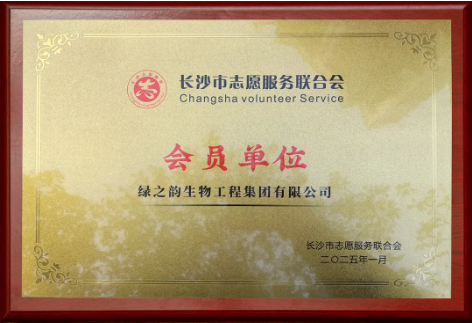 长沙市志愿服务联合会
Changsha volunteer Service
会员单位
绿之韵生物工程集团有限公司
长沙市志愿服务联合会
二〇二五年一月